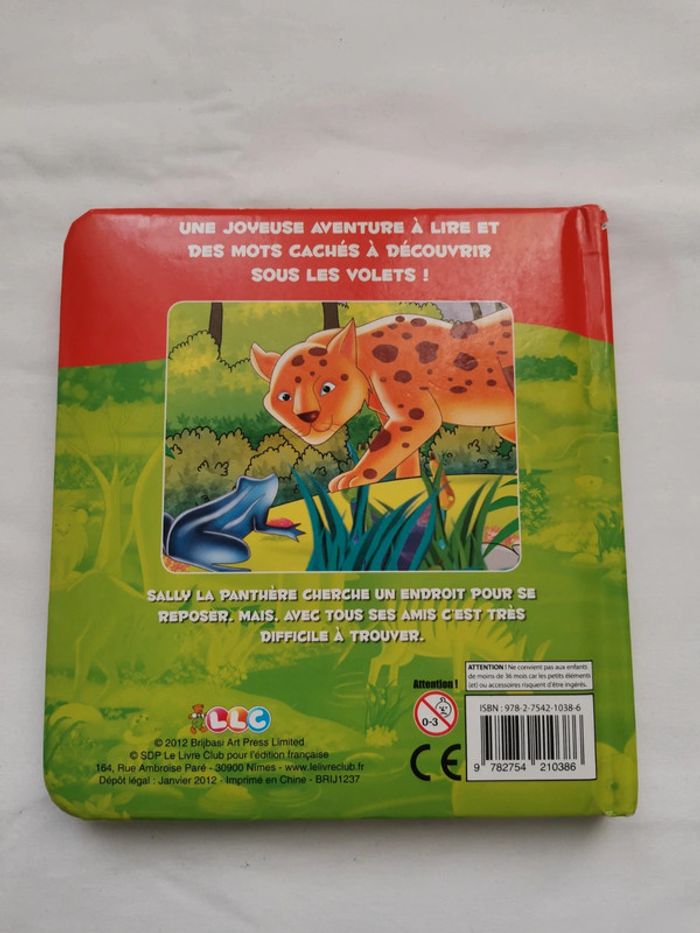 UNE JOYEUSE AVENTURE À LIRE ET
DES MOTS CACHÉS À DÉCOUVRIR
SOUS LES VOLETS !
SALLY LA PANTHÈRE CHERCHE UN ENDROIT POUR SE
REPOSER. MAIS, AVEC TOUS SES AMIS C'EST TRÈS
DIFFICILE À TROUVER.
LLC
© 2012 Brijbasi Art Press Limited
© SDP Le Livre Club pour l'édition française
164, Rue Ambroise Paré - 30900 Nîmes - www.lelivreclub.fr
Dépôt légal : Janvier 2012 - Imprimé en Chine - BRIJ1237
Attention !
0-3
CE
ATTENTION ! Ne convient pas aux enfants
de moins de 36 mois car les petits éléments
(et) ou accessoires risquent d'être ingérés.
ISBN : 978-2-7542-1038-6
9 782754 210386